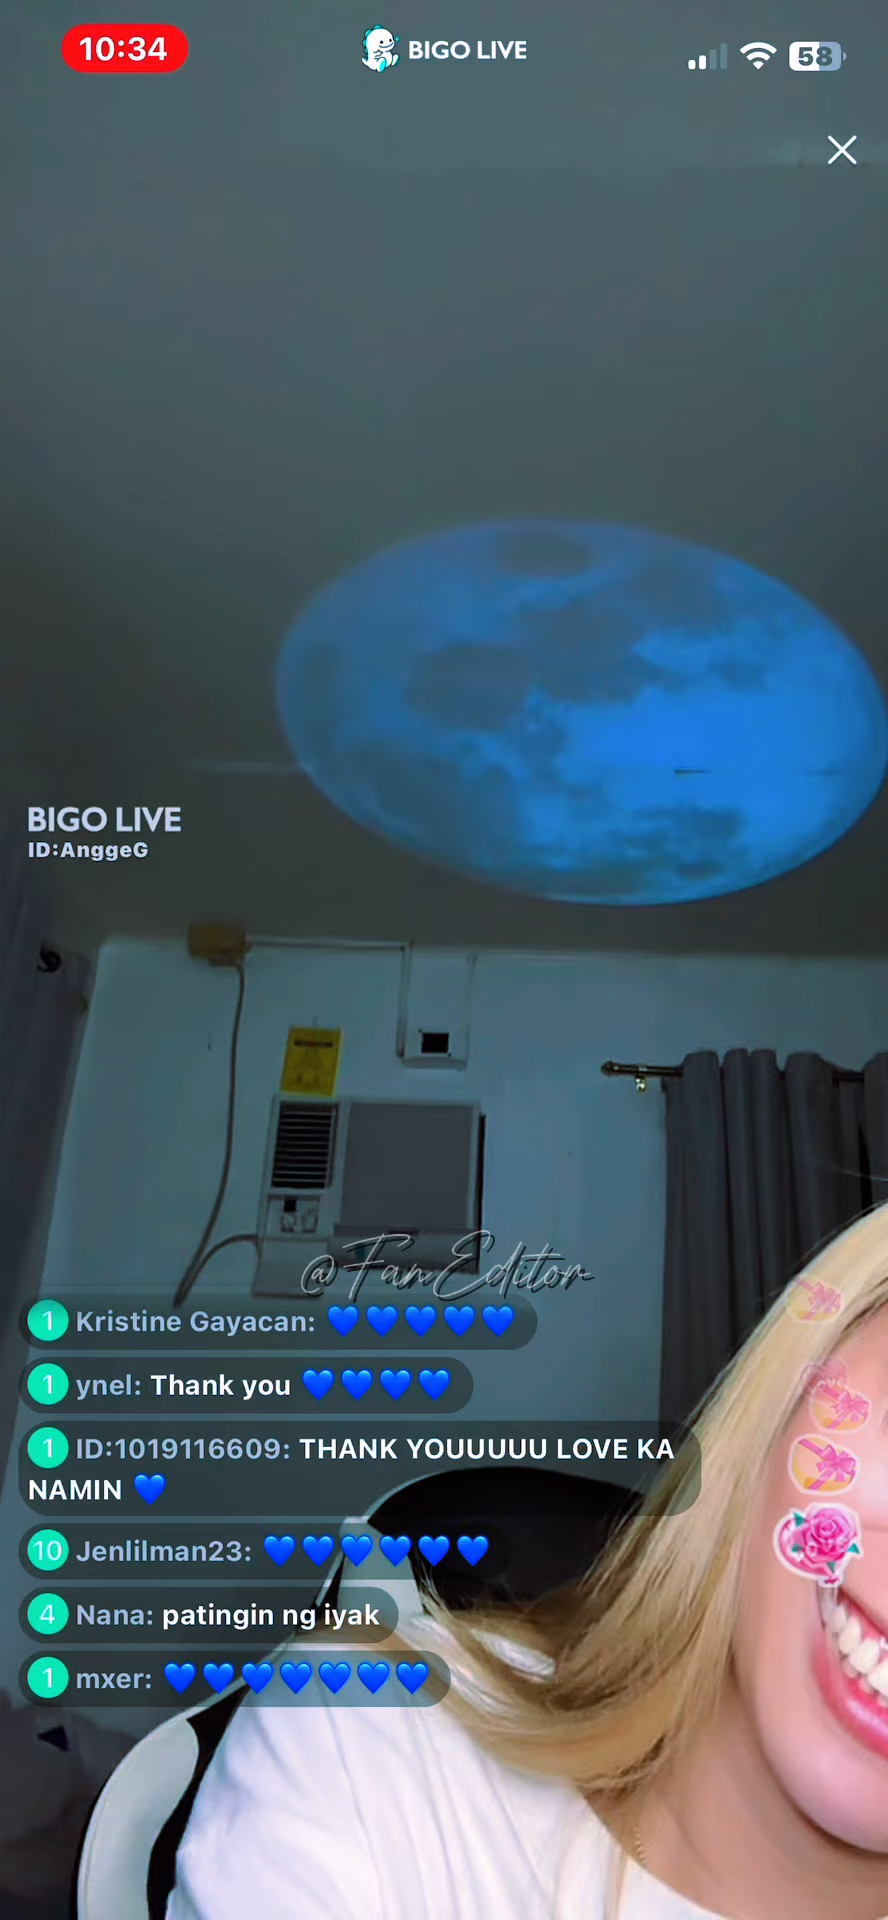 10:34
BIGO LIVE
58
BIGO LIVE
ID:AnggeG
@FamEditor
1 Kristine Gayacan: 💙💙💙💙💙
1 ynel: Thank you 💙💙💙💙
1 ID:1019116609: THANK YOUUUUU LOVE KA
NAMIN 💙
10 Jenlilman23: 💙💙💙💙💙💙
4 Nana: patingin ng iyak
1 mxer: 💙💙💙💙💙💙💙